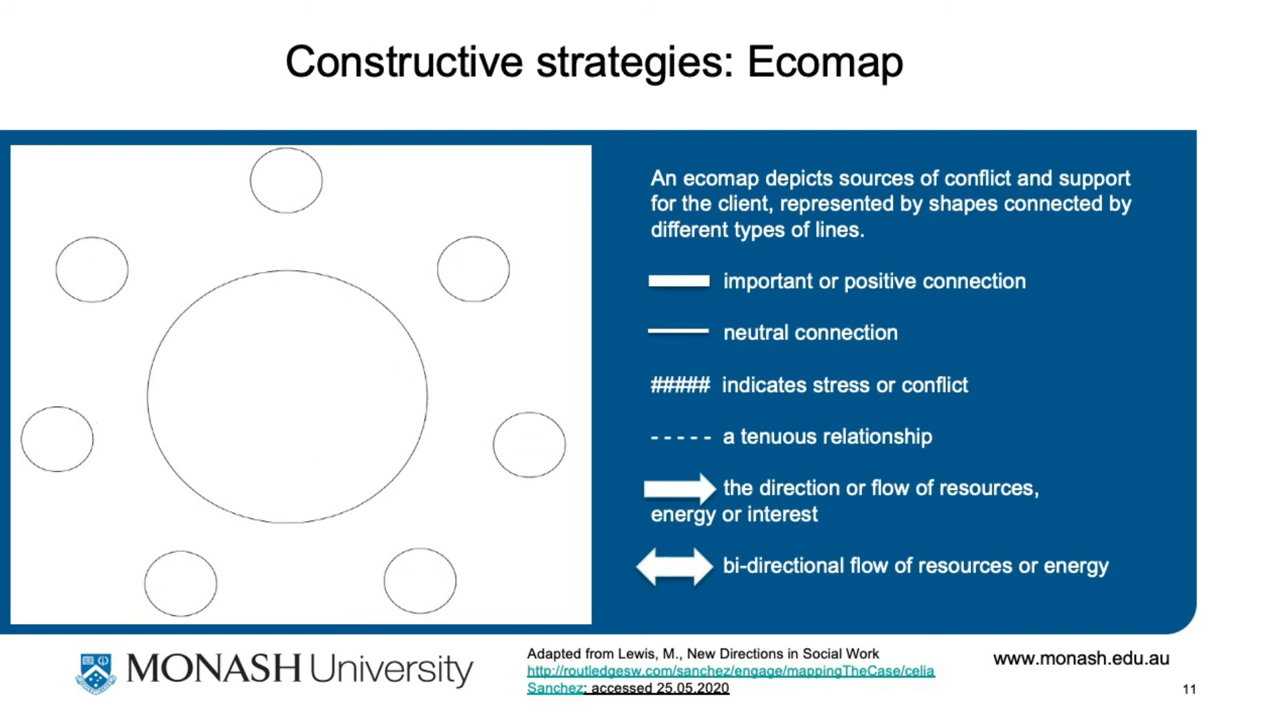 Constructive strategies: Ecomap
An ecomap depicts sources of conflict and support
for the client, represented by shapes connected by
different types of lines.
important or positive connection
neutral connection
##### indicates stress or conflict
- - - - - a tenuous relationship
the direction or flow of resources,
energy or interest
bi-directional flow of resources or energy
MONASH University
Adapted from Lewis, M., New Directions in Social Work
http://routledgesw.com/sanchez/engage/mappingTheCase/celia
Sanchez; accessed 25.05.2020
www.monash.edu.au
11